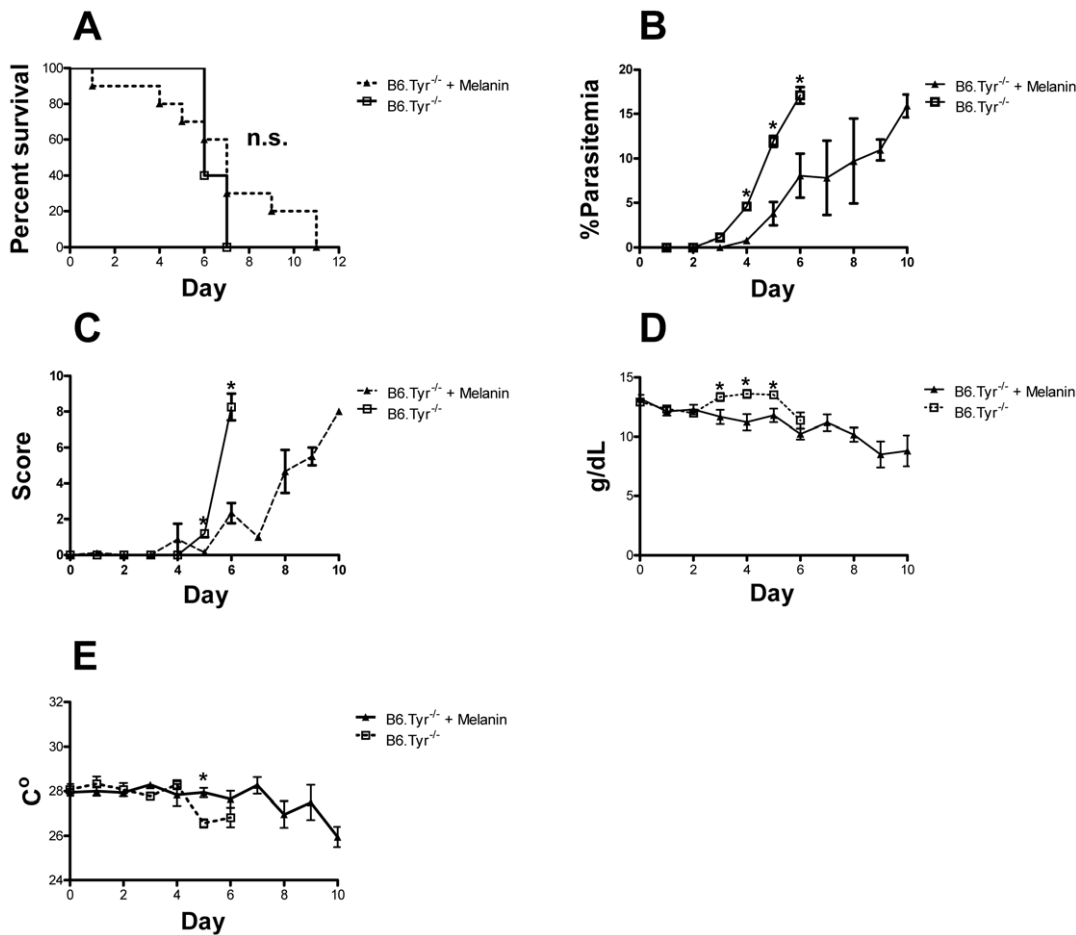 A
Percent survival
100
80
60
40
20
0
0 2 4 6 8 10 12
Day
n.s.
B6.Tyr-/- + Melanin
B6.Tyr-/-
B
%Parasitemia
20
15
10
5
0
0 2 4 6 8 10
Day
* * *
B6.Tyr-/- + Melanin
B6.Tyr-/-
C
Score
10
8
6
4
2
0
0 2 4 6 8 10
Day
* *
B6.Tyr-/- + Melanin
B6.Tyr-/-
D
g/dL
15
10
5
0
0 2 4 6 8 10
Day
* * *
B6.Tyr-/- + Melanin
B6.Tyr-/-
E
Co
32
30
28
26
24
0 2 4 6 8 10
Day
*
B6.Tyr-/- + Melanin
B6.Tyr-/-